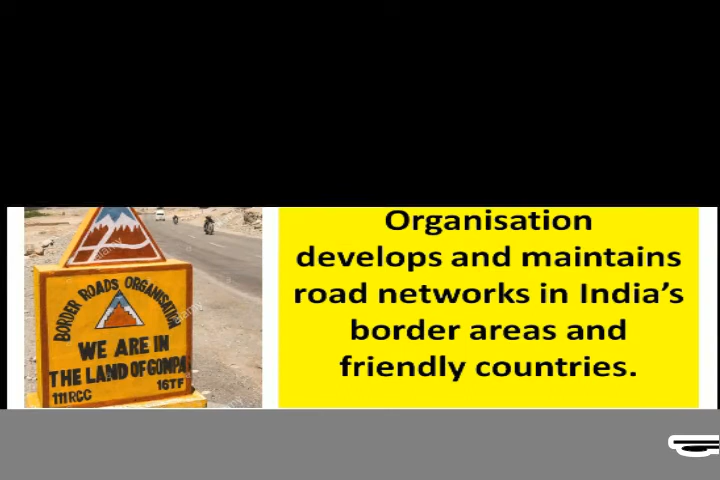 Organisation
develops and maintains
road networks in India's
border areas and
friendly countries.
BORDER ROADS ORGANISATION
WE ARE IN
THE LAND OF GOMPA
16TF
111RCC